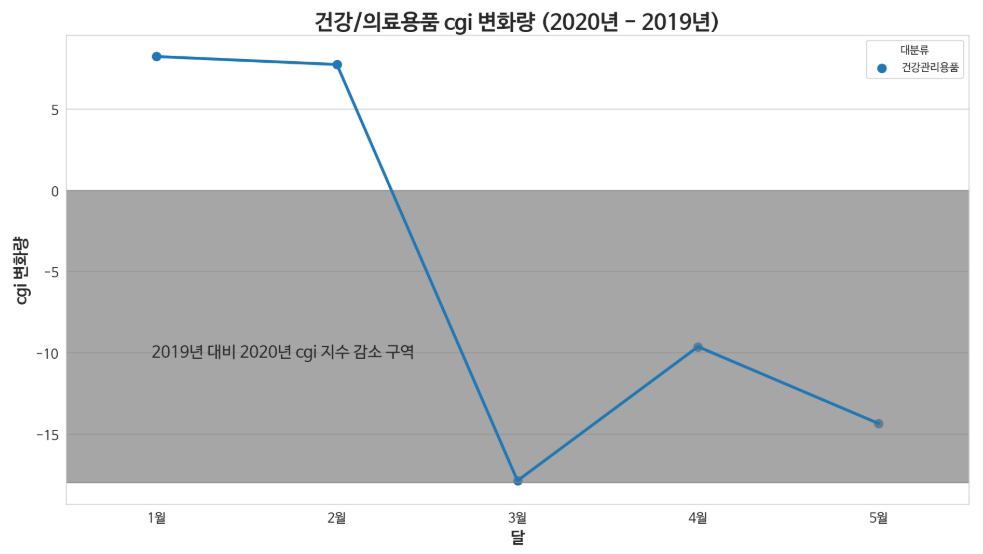 건강/의료용품 cgi 변화량 (2020년 - 2019년)
대분류
건강관리용품
cgi 변화량
5
0
-5
-10
-15
2019년 대비 2020년 cgi 지수 감소 구역
1월 2월 3월 4월 5월
달